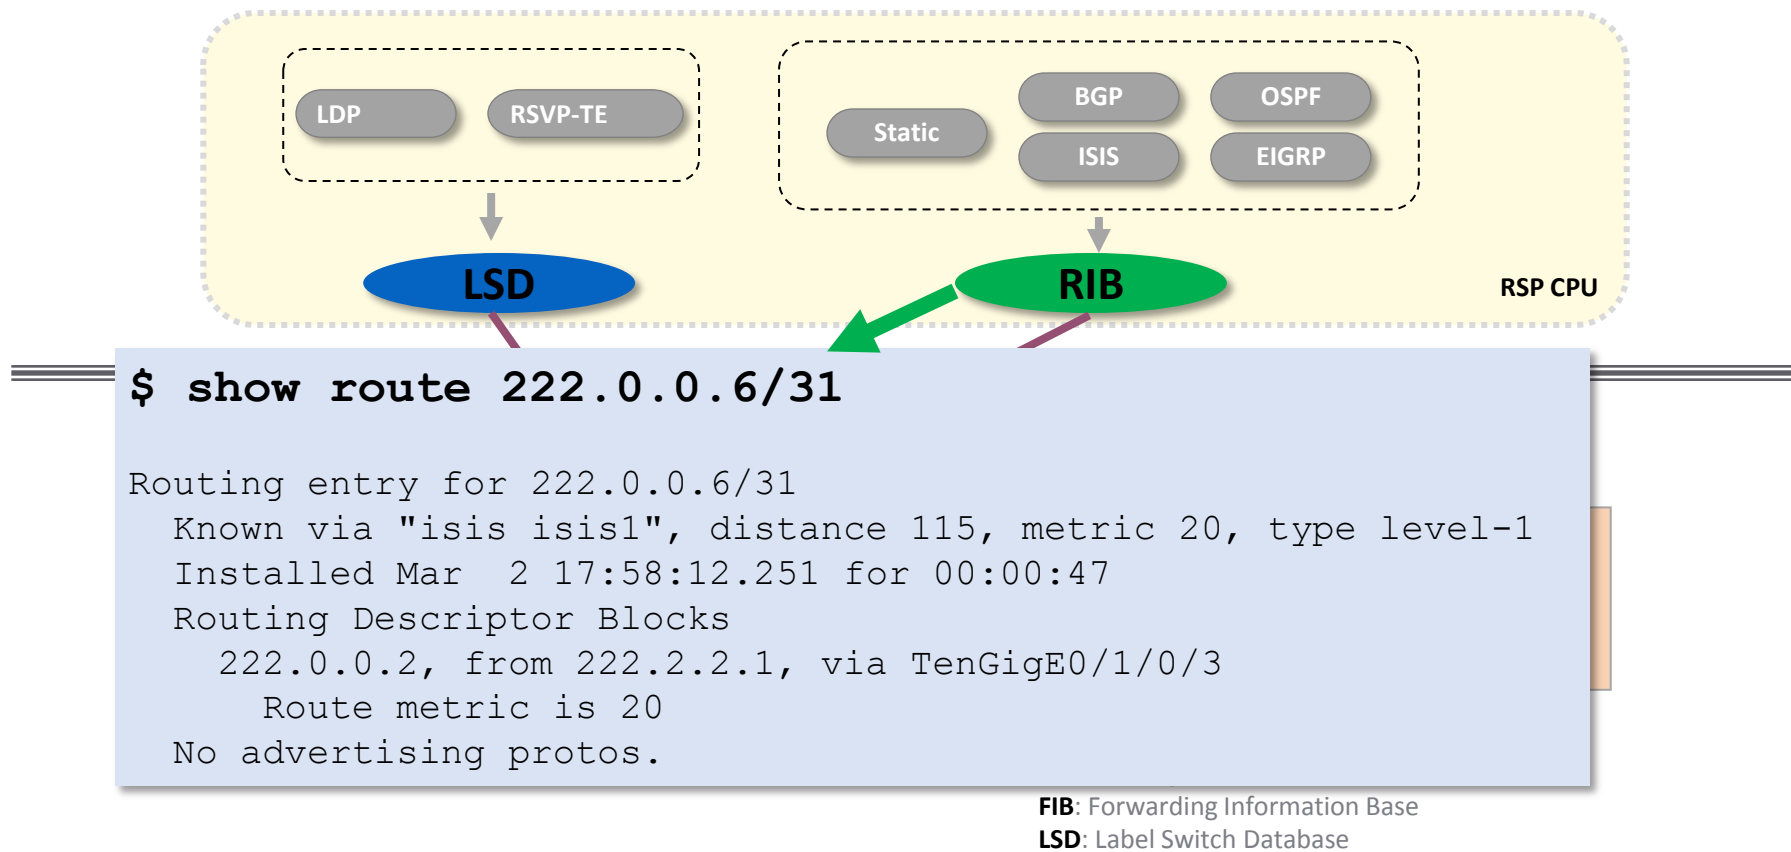 LDP
RSVP-TE
Static
BGP
OSPF
ISIS
EIGRP
LSD
RIB
RSP CPU
$ show route 222.0.0.6/31
Routing entry for 222.0.0.6/31
Known via "isis isis1", distance 115, metric 20, type level-1
Installed Mar  2 17:58:12.251 for 00:00:47
Routing Descriptor Blocks
222.0.0.2, from 222.2.2.1, via TenGigE0/1/0/3
Route metric is 20
No advertising protos.
FIB: Forwarding Information Base
LSD: Label Switch Database